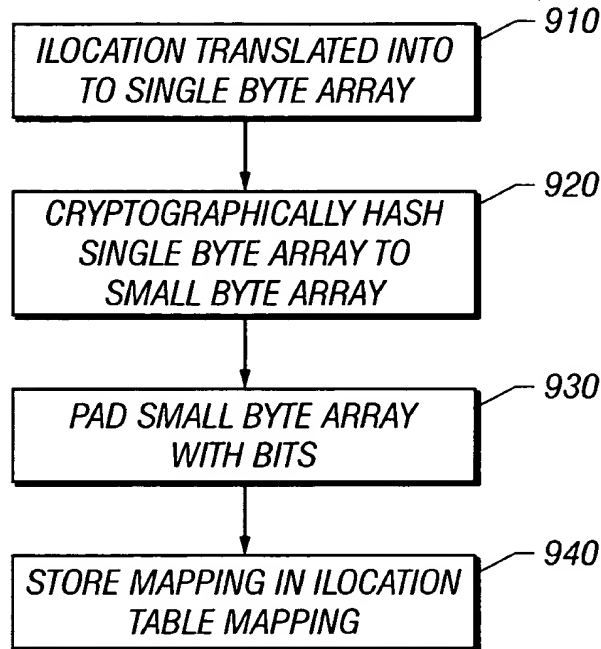 910
ILOCATION TRANSLATED INTO
TO SINGLE BYTE ARRAY
920
CRYPTOGRAPHICALLY HASH
SINGLE BYTE ARRAY TO
SMALL BYTE ARRAY
930
PAD SMALL BYTE ARRAY
WITH BITS
940
STORE MAPPING IN ILOCATION
TABLE MAPPING